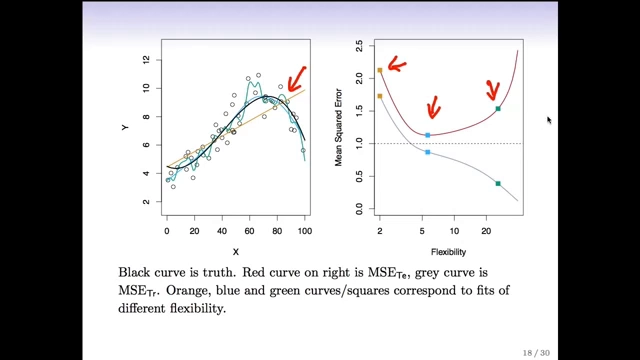 12
10
8
6
4
2
Y
0
20
40
60
80
100
X
2.5
2.0
1.5
1.0
0.5
0.0
Mean Squared Error
2
5
10
20
Flexibility
Black curve is truth. Red curve on right is MSETe, grey curve is
MSETr. Orange, blue and green curves/squares correspond to fits of
different flexibility.
18 / 30